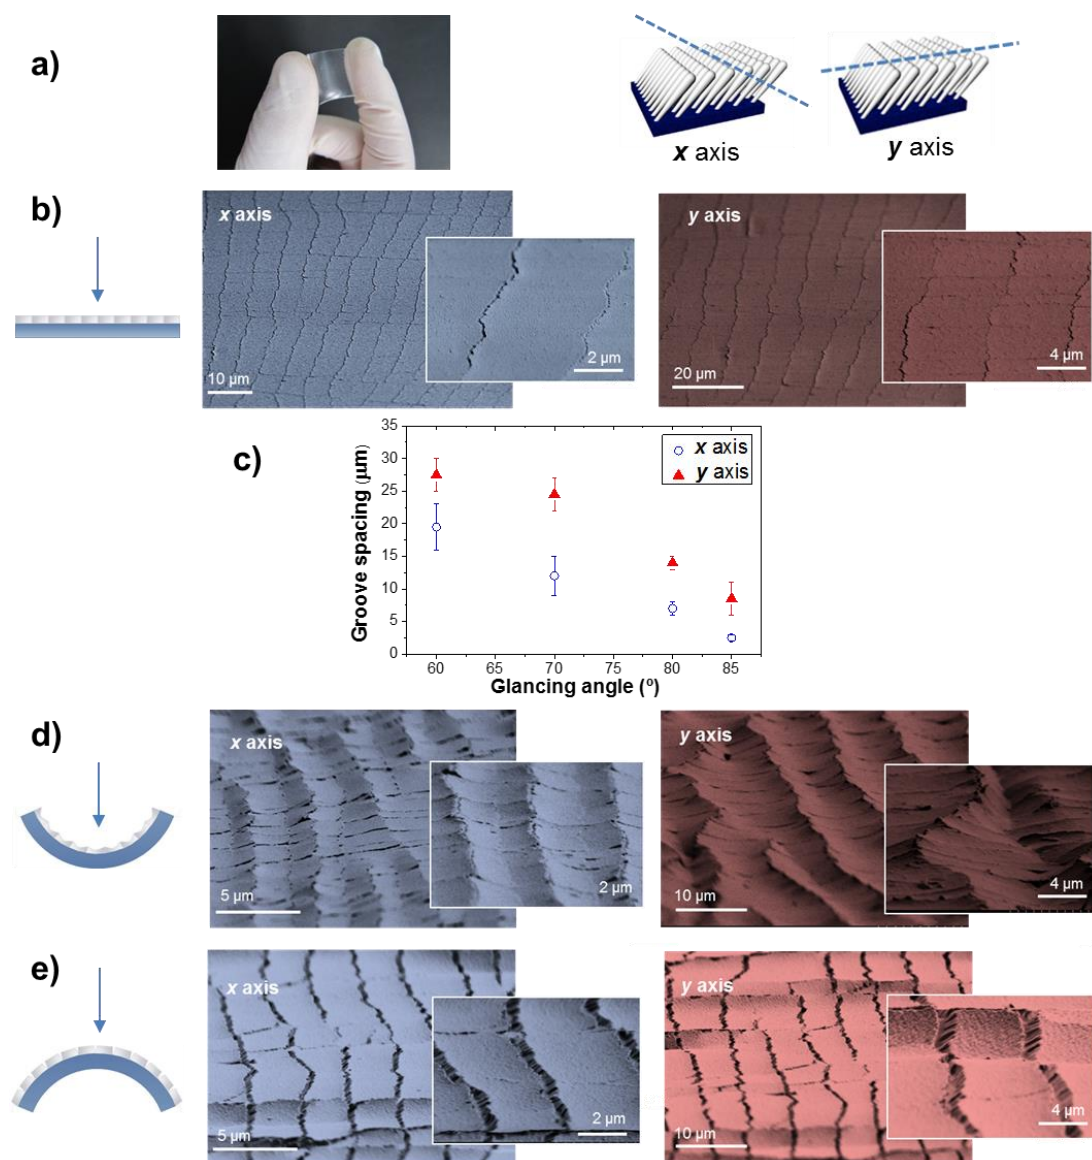 a)
x axis
y axis
b)
x axis
10 µm
2 µm
y axis
20 µm
4 µm
c)
Groove spacing (µm)
35
30
25
20
15
10
5
0
x axis
y axis
60
65
70
75
80
85
Glancing angle (º)
d)
x axis
5 µm
2 µm
y axis
10 µm
4 µm
e)
x axis
5 µm
2 µm
y axis
10 µm
4 µm